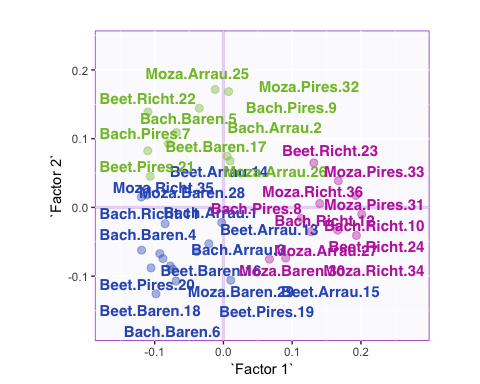 Moza.Arrau.25
Moza.Pires.32
Beet.Richt.22
Bach.Pires.9
Bach.Baren.5
Bach.Arrau.2
Bach.Pires.7
Beet.Baren.17
Beet.Richt.23
Beet.Pires.21
Beet.Arrau.14
Moza.Arrau.26
Moza.Pires.33
Moza.Richt.35
Moza.Baren.28
Moza.Richt.36
Bach.Pires.8
Moza.Pires.31
Bach.Richt.11
Bach.Arrau.1
Bach.Richt.12
Bach.Richt.10
Bach.Baren.4
Beet.Arrau.13
Beet.Richt.24
Bach.Arrau.3
Moza.Arrau.27
Beet.Baren.16
Moza.Baren.30
Moza.Richt.34
Beet.Pires.20
Moza.Baren.29
Beet.Arrau.15
Beet.Baren.18
Beet.Pires.19
Bach.Baren.6
0.2
0.1
0.0
-0.1
-0.1
0.0
0.1
0.2
`Factor 1`
`Factor 2`